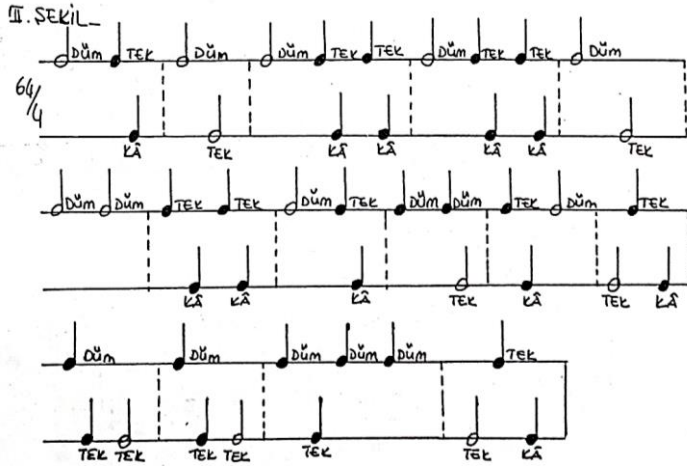 II. ŞEKİL
Düm TEK Düm Düm TEK TEK Düm TEK TEK Düm
64/4
KÂ TEK KÂ KÂ KÂ KÂ TEK
Düm Düm TEK TEK Düm TEK Düm Düm TEK Düm TEK
KÂ KÂ KÂ TEK KÂ TEK KÂ
Düm Düm Düm Düm Düm TEK
TEK TEK TEK TEK TEK TEK KÂ